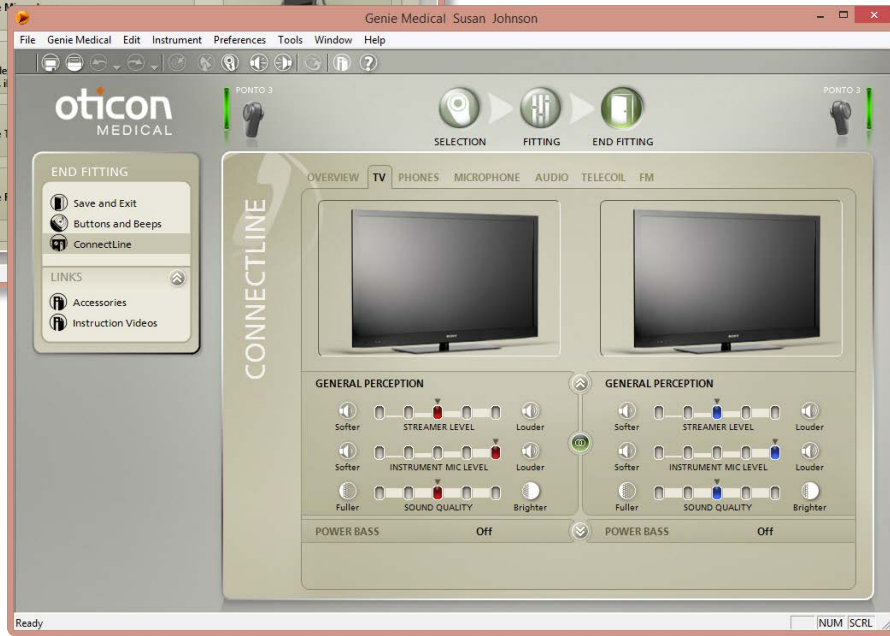 Genie Medical Susan Johnson
File Genie Medical Edit Instrument Preferences Tools Window Help
oticon
MEDICAL
PONTO 3
SELECTION FITTING END FITTING
PONTO 3
END FITTING
Save and Exit
Buttons and Beeps
ConnectLine
LINKS
Accessories
Instruction Videos
CONNECTLINE
OVERVIEW TV PHONES MICROPHONE AUDIO TELECOIL FM
GENERAL PERCEPTION
Softer STREAMER LEVEL Louder
Softer INSTRUMENT MIC LEVEL Louder
Fuller SOUND QUALITY Brighter
POWER BASS Off
GENERAL PERCEPTION
Softer STREAMER LEVEL Louder
Softer INSTRUMENT MIC LEVEL Louder
Fuller SOUND QUALITY Brighter
POWER BASS Off
Ready NUM SCRL